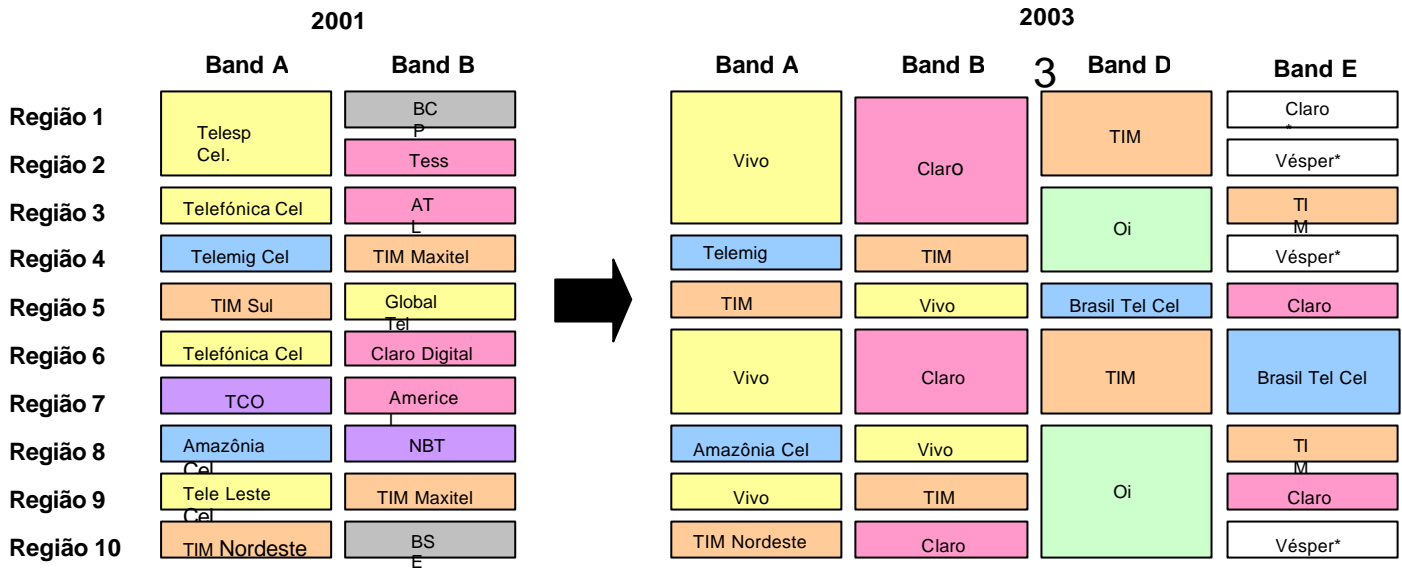 2001
2003
Band A
Band B
Band A
Band B
3
Band D
Band E
Região 1
Região 2
Região 3
Região 4
Região 5
Região 6
Região 7
Região 8
Região 9
Região 10
Telesp
Cel.
Telefónica Cel
Telemig Cel
TIM Sul
Telefónica Cel
TCO
Amazônia
Cel
Tele Leste
Cel
TIM Nordeste
BC
P
Tess
AT
L
TIM Maxitel
Global
Tel
Claro Digital
Americe
l
NBT
TIM Maxitel
BS
E
Vivo
Telemig
TIM
Vivo
Amazônia Cel
Vivo
TIM Nordeste
Claro
TIM
Vivo
Claro
Vivo
TIM
Claro
TIM
Oi
Brasil Tel Cel
TIM
Oi
Claro
*
Vésper*
TI
M
Vésper*
Claro
Brasil Tel Cel
TI
M
Claro
Vésper*